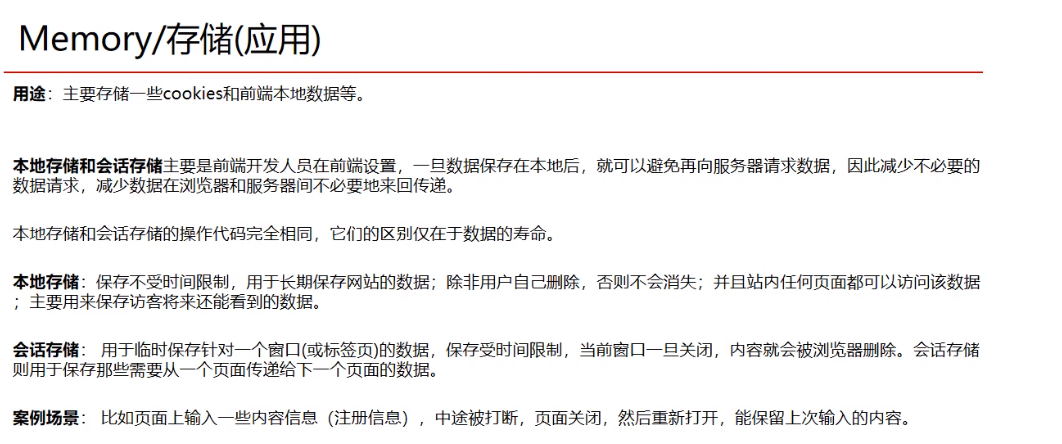 Memory/存储(应用)
用途：主要存储一些cookies和前端本地数据等。
本地存储和会话存储主要是前端开发人员在前端设置，一旦数据保存在本地后，就可以避免再向服务器请求数据，因此减少不必要的
数据请求，减少数据在浏览器和服务器间不必要地来回传递。
本地存储和会话存储的操作代码完全相同，它们的区别仅在于数据的寿命。
本地存储：保存不受时间限制，用于长期保存网站的数据；除非用户自己删除，否则不会消失；并且站内任何页面都可以访问该数据
；主要用来保存访客将来还能看到的数据。
会话存储： 用于临时保存针对一个窗口(或标签页)的数据，保存受时间限制，当前窗口一旦关闭，内容就会被浏览器删除。会话存储
则用于保存那些需要从一个页面传递给下一个页面的数据。
案例场景： 比如页面上输入一些内容信息（注册信息），中途被打断，页面关闭，然后重新打开，能保留上次输入的内容。